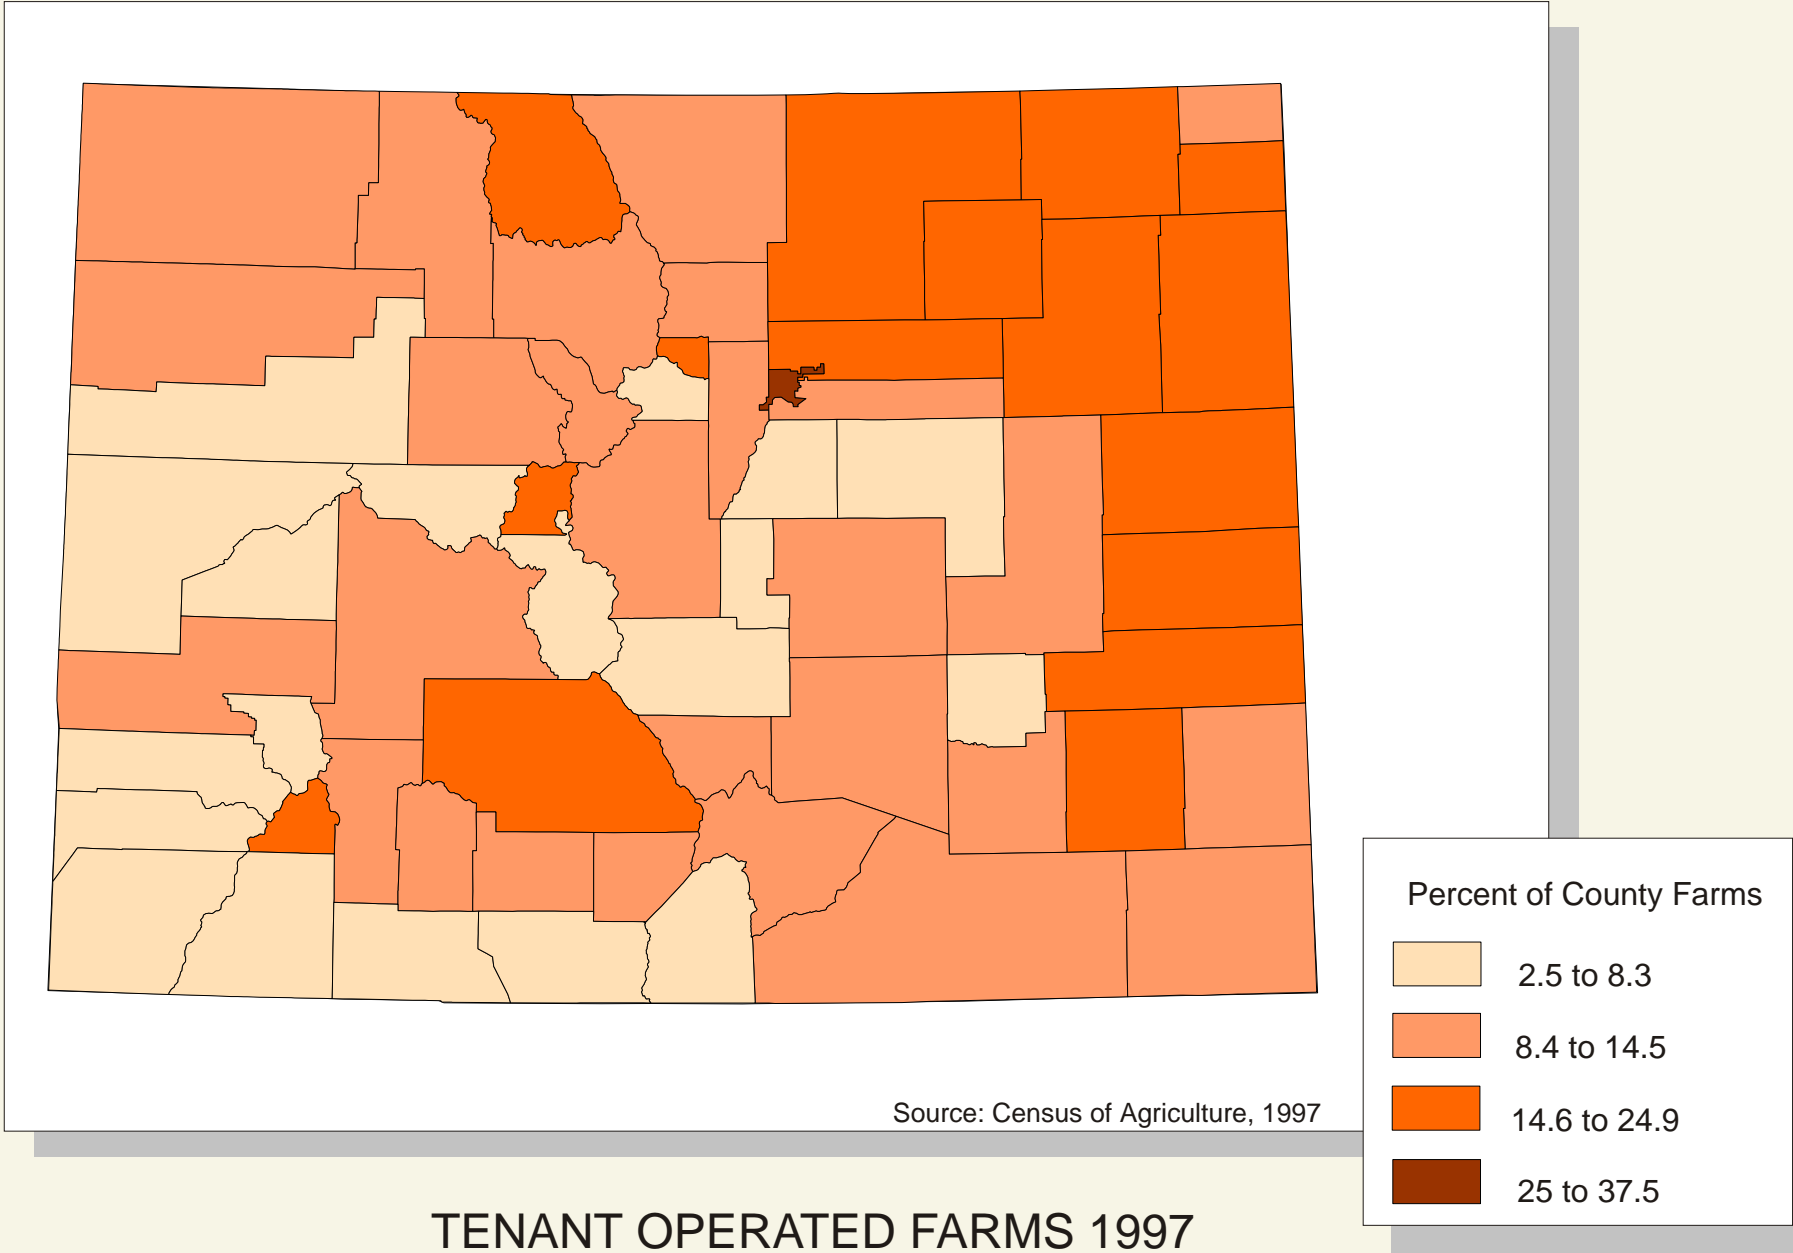 Percent of County Farms
2.5 to 8.3
8.4 to 14.5
14.6 to 24.9
25 to 37.5
Source: Census of Agriculture, 1997
TENANT OPERATED FARMS 1997